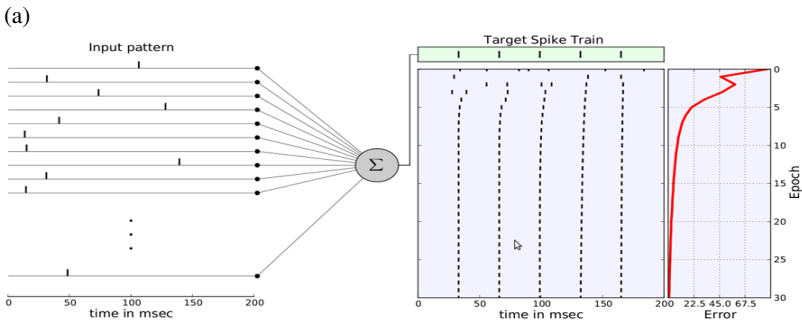 (a)
Input pattern
Target Spike Train
Σ
0
5
10
15
20
25
30
Epoch
0 50 100 150 200
time in msec
0 50 100 150 200
time in msec
22.5 45.0 67.5
Error